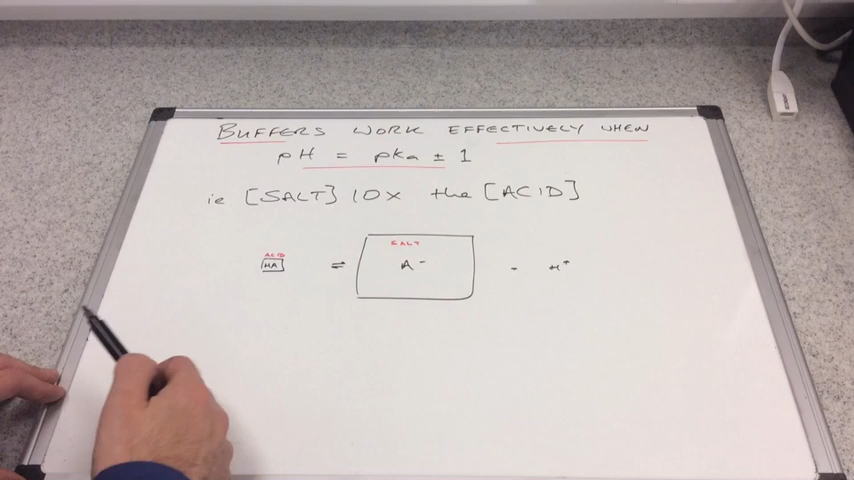 BUFFERS WORK EFFECTIVELY WHEN
pH = pKa ± 1
ie [SALT] 10x the [ACID]
ACID
SALT
HA ⇌ A⁻ - H⁺